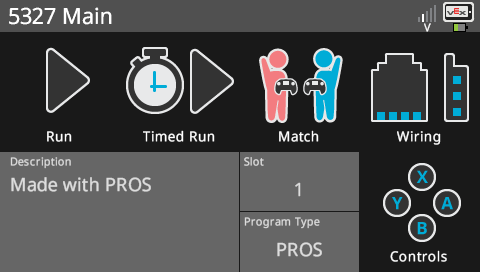 5327 Main
VEX
V
Run
Timed Run
Match
Wiring
Description
Made with PROS
Slot
1
Program Type
PROS
X
Y
A
B
Controls